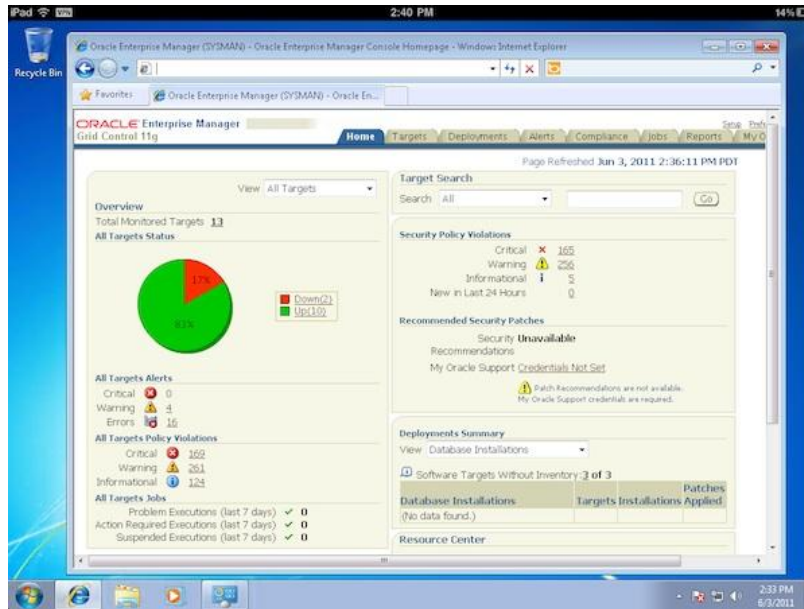 iPad VPN 2:40 PM 14%
Recycle Bin
Oracle Enterprise Manager (SYSMAN) - Oracle Enterprise Manager Console Homepage - Windows Internet Explorer
Favorites Oracle Enterprise Manager (SYSMAN) - Oracle En...
ORACLE Enterprise Manager
Grid Control 11g
Setup Prefe
Home Targets Deployments Alerts Compliance Jobs Reports My O
Page Refreshed Jun 3, 2011 2:36:11 PM PDT
View All Targets
Overview
Total Monitored Targets 13
All Targets Status
17%
83%
Down(2)
Up(10)
All Targets Alerts
Critical 0
Warning 4
Errors 16
All Targets Policy Violations
Critical 169
Warning 261
Informational 124
All Targets Jobs
Problem Executions (last 7 days) 0
Action Required Executions (last 7 days) 0
Suspended Executions (last 7 days) 0
Target Search
Search All Go
Security Policy Violations
Critical 165
Warning 256
Informational 5
New in Last 24 Hours 0
Recommended Security Patches
Security Unavailable
Recommendations
My Oracle Support Credentials Not Set
Patch Recommendations are not available.
My Oracle Support credentials are required.
Deployments Summary
View Database Installations
Software Targets Without Inventory: 3 of 3
Database Installations Targets Installations Patches Applied
(No data found.)
Resource Center
2:33 PM
6/3/2011